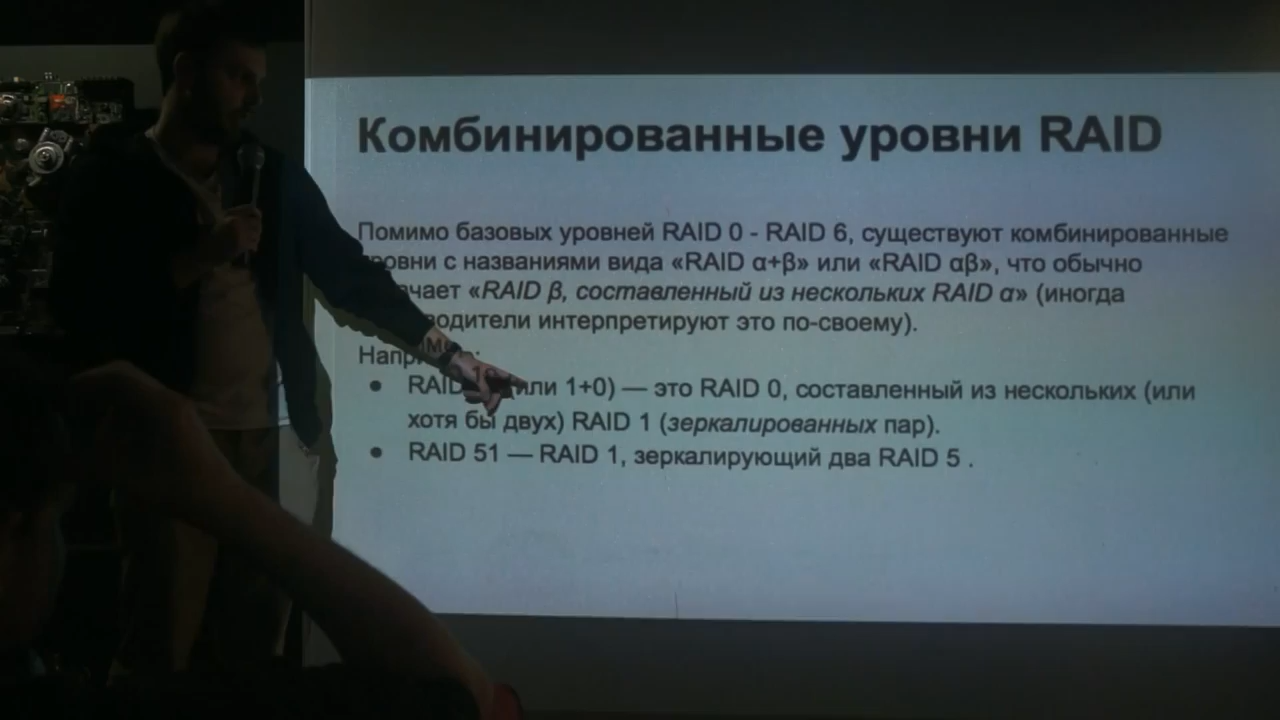 Комбинированные уровни RAID
Помимо базовых уровней RAID 0 - RAID 6, существуют комбинированные
с названиями вида «RAID α+β» или «RAID αβ», что обычно
«RAID β, составленный из нескольких RAID α» (иногда
интерпретируют это по-своему).
RAID (или 1+0) — это RAID 0, составленный из нескольких (или
хотя бы двух) RAID 1 (зеркалированных пар).
RAID 51 — RAID 1, зеркалирующий два RAID 5 .